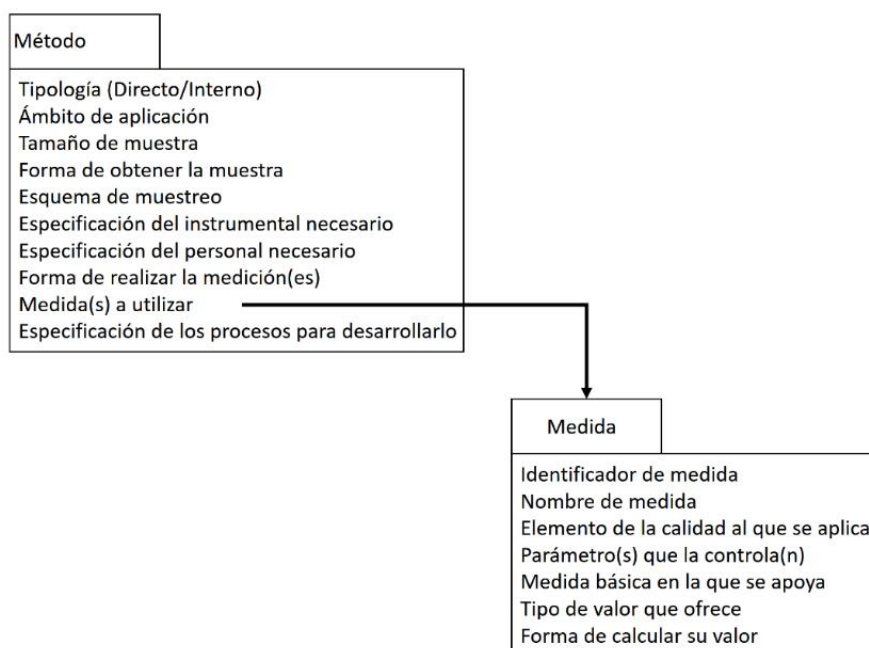 Método
Tipología (Directo/Interno)
Ámbito de aplicación
Tamaño de muestra
Forma de obtener la muestra
Esquema de muestreo
Especificación del instrumental necesario
Especificación del personal necesario
Forma de realizar la medición(es)
Medida(s) a utilizar
Especificación de los procesos para desarrollarlo
Medida
Identificador de medida
Nombre de medida
Elemento de la calidad al que se aplica
Parámetro(s) que la controla(n)
Medida básica en la que se apoya
Tipo de valor que ofrece
Forma de calcular su valor